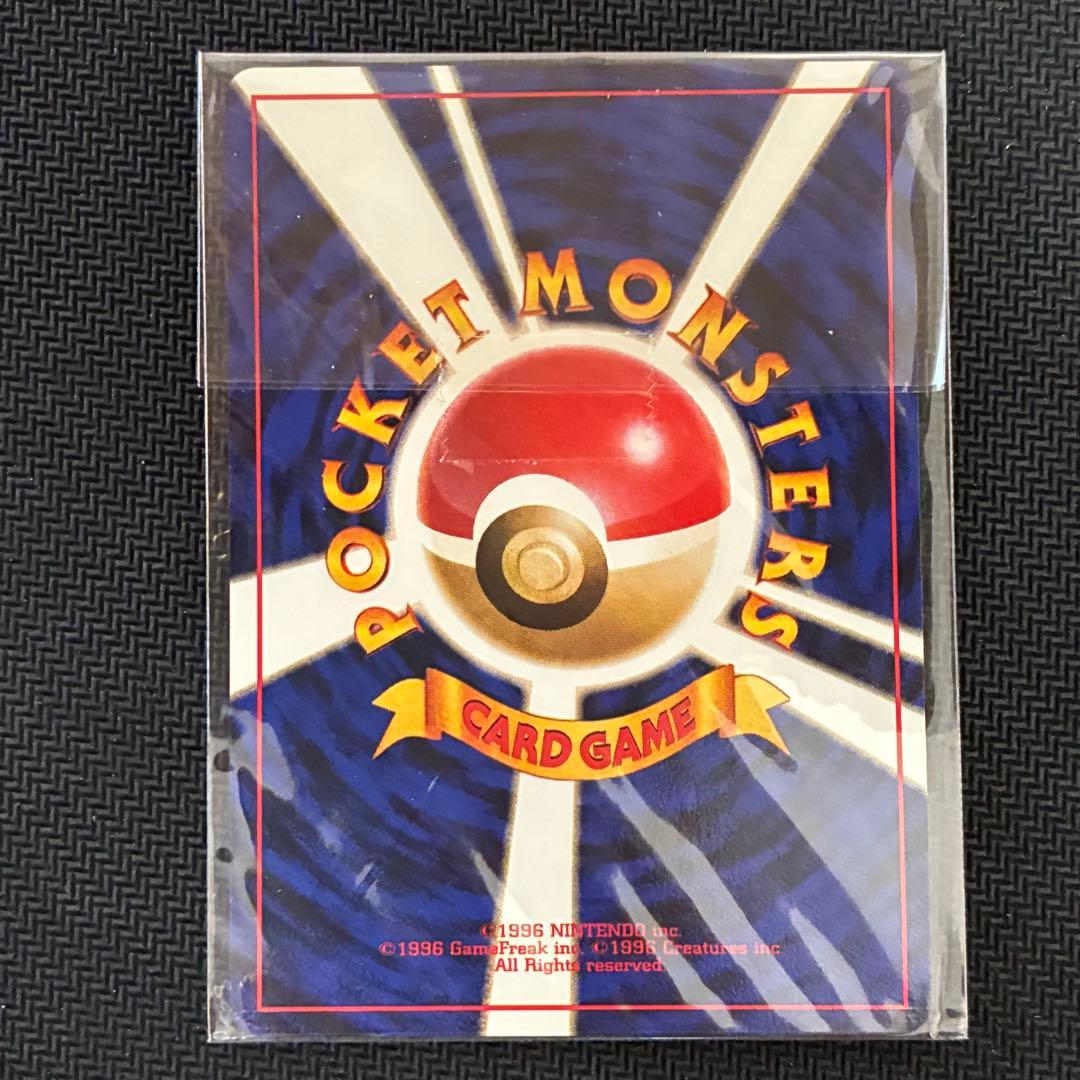 POCKET MONSTERS
CARD GAME
©1996 NINTENDO inc.
©1996 GameFreak inc. ©1996 Creatures inc.
All Rights reserved.